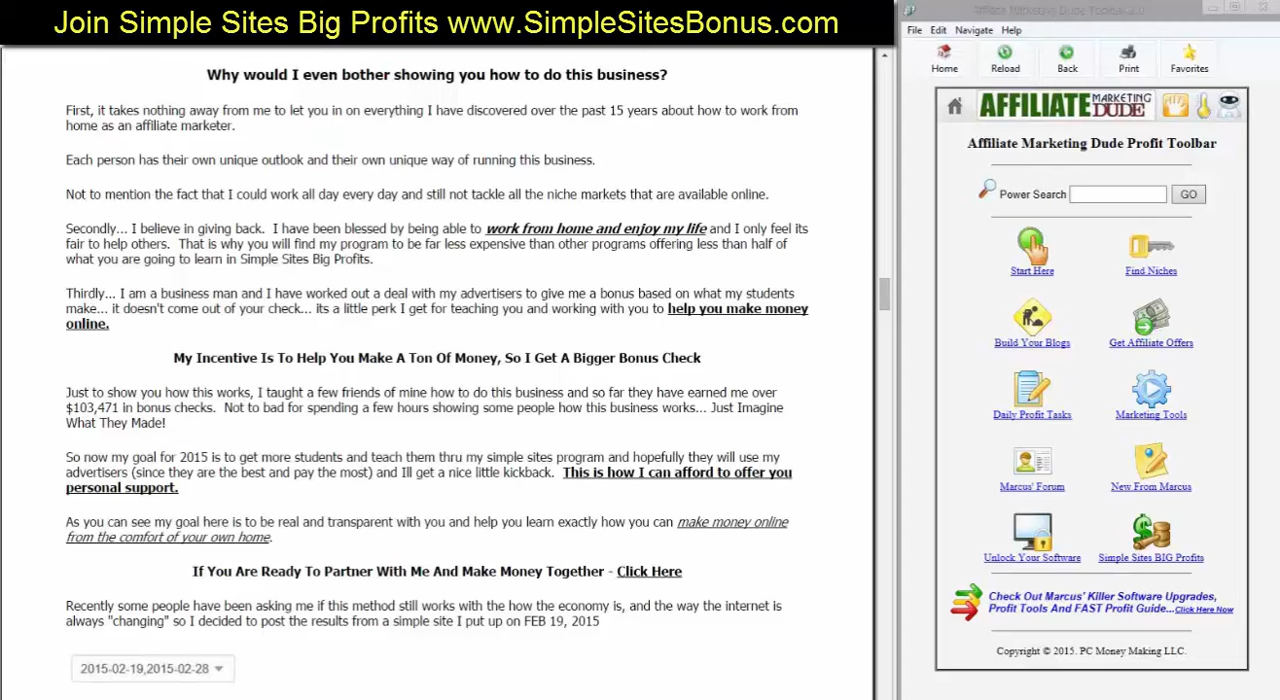 Join Simple Sites Big Profits www.SimpleSitesBonus.com
Why would I even bother showing you how to do this business?
First, it takes nothing away from me to let you in on everything I have discovered over the past 15 years about how to work from
home as an affiliate marketer.
Each person has their own unique outlook and their own unique way of running this business.
Not to mention the fact that I could work all day every day and still not tackle all the niche markets that are available online.
Secondly... I believe in giving back.  I have been blessed by being able to work from home and enjoy my life and I only feel its
fair to help others.  That is why you will find my program to be far less expensive than other programs offering less than half of
what you are going to learn in Simple Sites Big Profits.
Thirdly... I am a business man and I have worked out a deal with my advertisers to give me a bonus based on what my students
make... it doesn't come out of your check... its a little perk I get for teaching you and working with you to help you make money
online.
My Incentive Is To Help You Make A Ton Of Money, So I Get A Bigger Bonus Check
Just to show you how this works, I taught a few friends of mine how to do this business and so far they have earned me over
$103,471 in bonus checks.  Not to bad for spending a few hours showing some people how this business works... Just Imagine
What They Made!
So now my goal for 2015 is to get more students and teach them thru my simple sites program and hopefully they will use my
advertisers (since they are the best and pay the most) and Ill get a nice little kickback.  This is how I can afford to offer you
personal support.
As you can see my goal here is to be real and transparent with you and help you learn exactly how you can make money online
from the comfort of your own home.
If You Are Ready To Partner With Me And Make Money Together - Click Here
Recently some people have been asking me if this method still works with the how the economy is, and the way the internet is
always "changing" so I decided to post the results from a simple site I put up on FEB 19, 2015
2015-02-19,2015-02-28
File Edit Navigate Help
Home Reload Back Print Favorites
AFFILIATE MARKETING DUDE
Affiliate Marketing Dude Profit Toolbar
Power Search GO
Start Here Find Niches
Build Your Blogs Get Affiliate Offers
Daily Profit Tasks Marketing Tools
Marcus' Forum New From Marcus
Unlock Your Software Simple Sites BIG Profits
Check Out Marcus' Killer Software Upgrades,
Profit Tools And FAST Profit Guide...Click Here Now
Copyright © 2015. PC Money Making LLC.